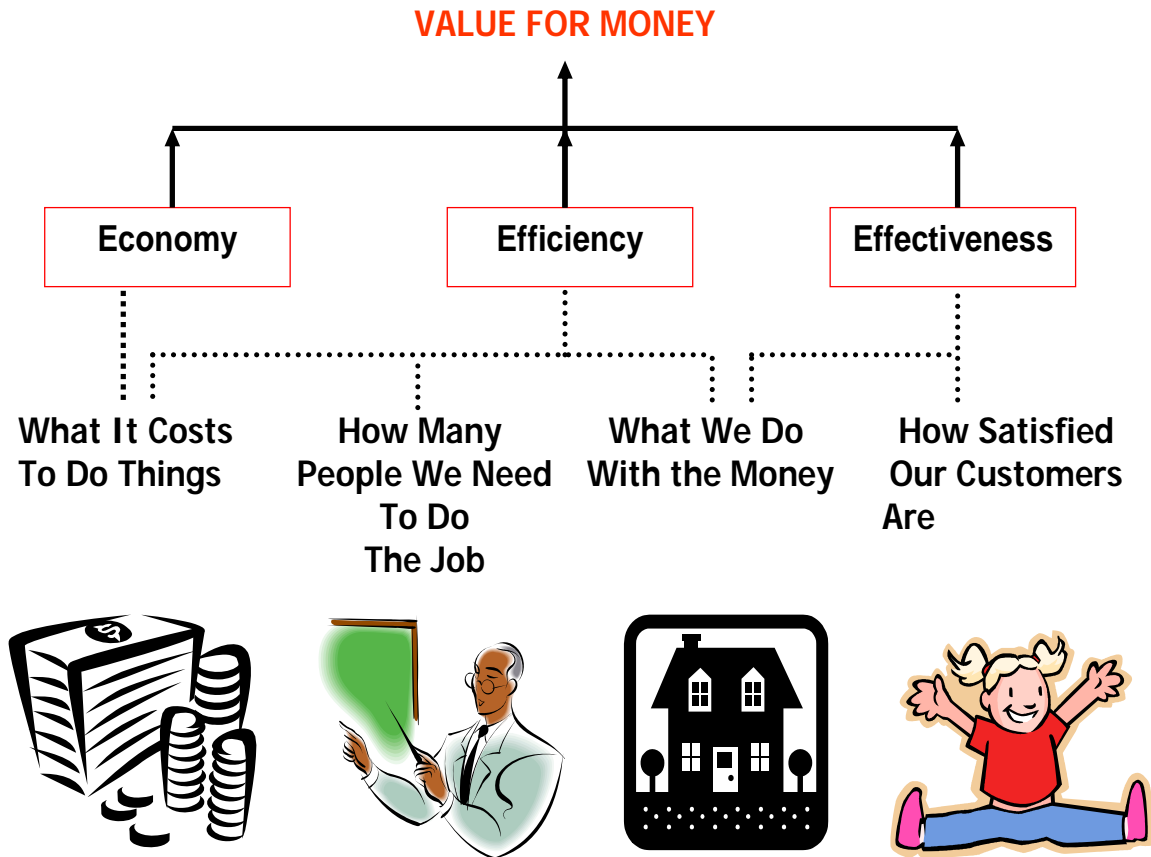 VALUE FOR MONEY
Economy
Efficiency
Effectiveness
What It Costs
To Do Things
How Many
People We Need
To Do
The Job
What We Do
With the Money
How Satisfied
Our Customers
Are
$